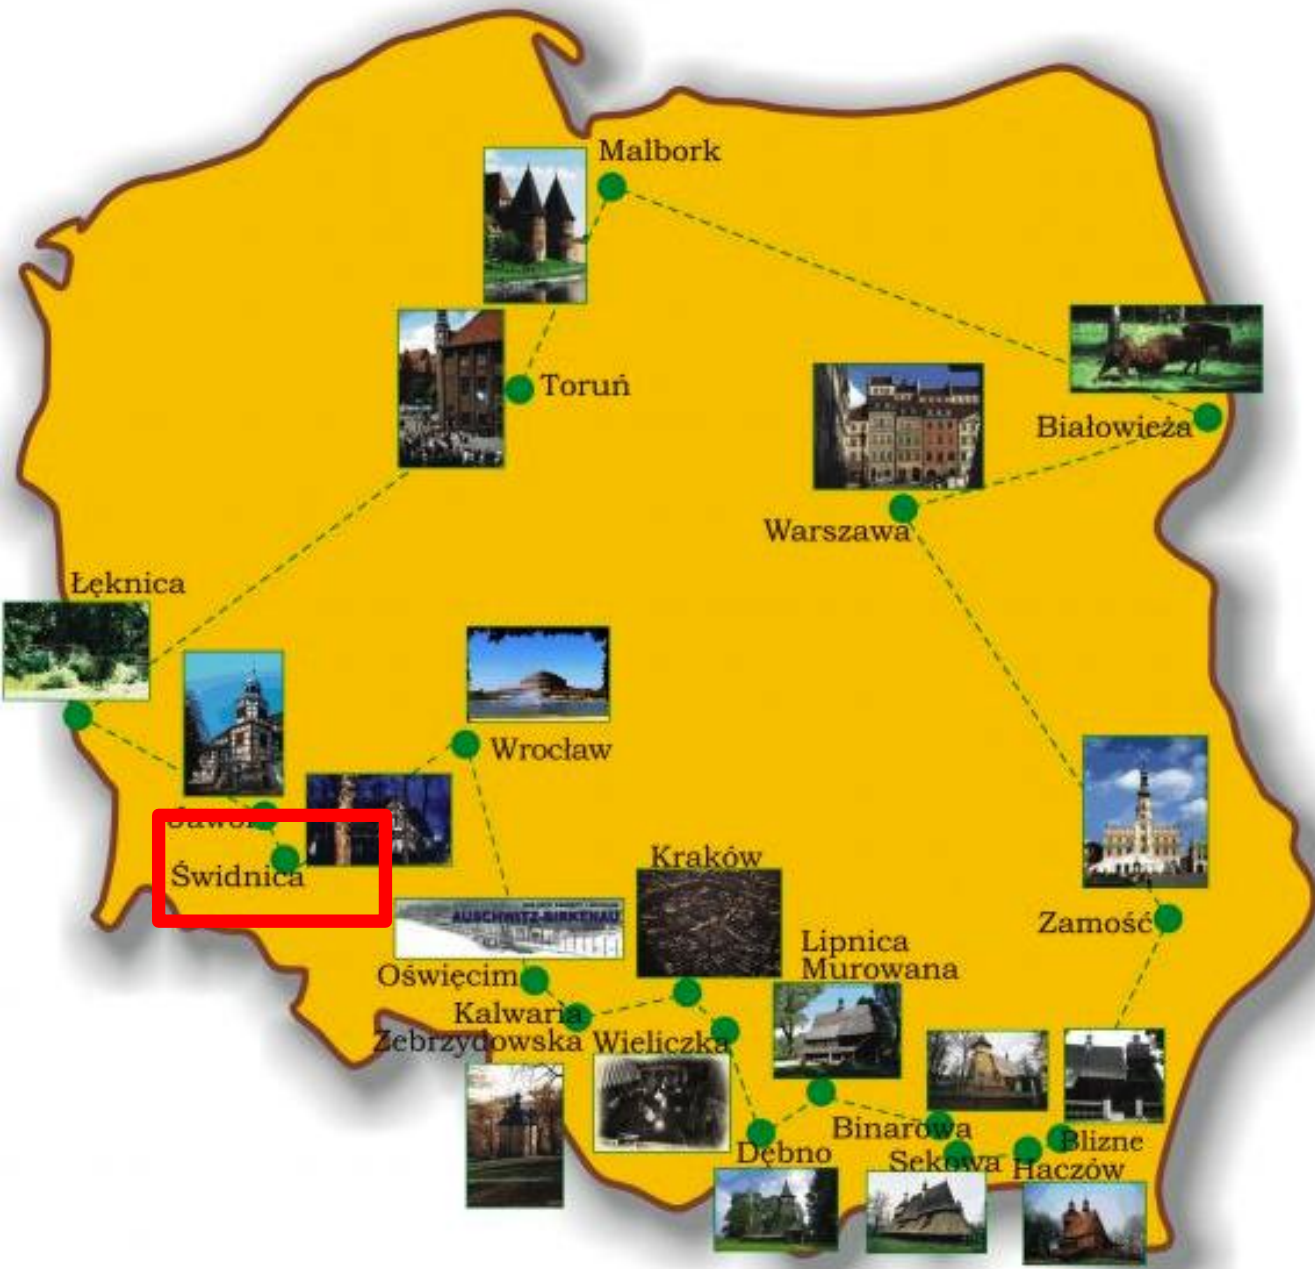 Malbork
Toruń
Białowieża
Warszawa
Łęknica
Wrocław
Jawor
Świdnica
Kraków
AUSCHWITZ-BIRKENAU
Zamość
Lipnica
Murowana
Oświęcim
Kalwaria
Zebrzydowska
Wieliczka
Binarowa
Dębno
Sękowa
Haczów
Blizne